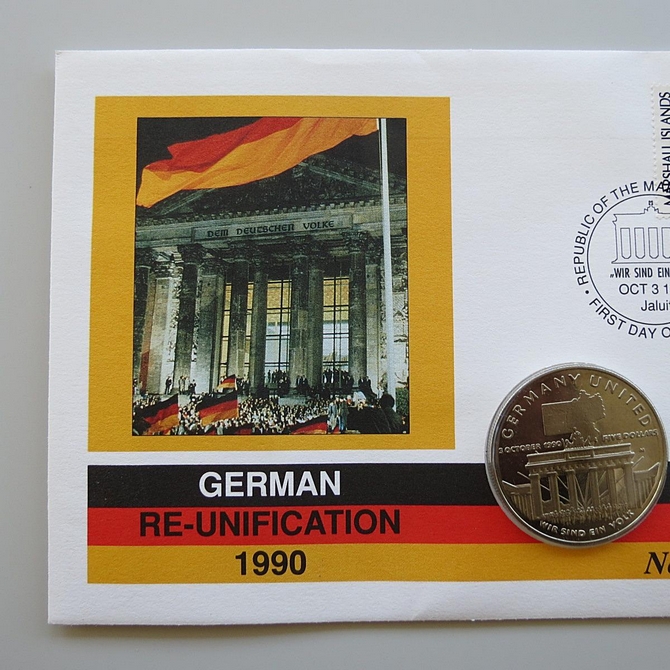 DEM DEUTSCHEN VOLKE
MARSHALL ISLANDS
REPUBLIC OF THE MA
„WIR SIND EIN
OCT 3 1
Jalui
FIRST DAY O
GERMANY UNITED
3 OCTOBER 1990
FIVE DOLLARS
WIR SIND EIN VOLK
GERMAN
RE-UNIFICATION
1990